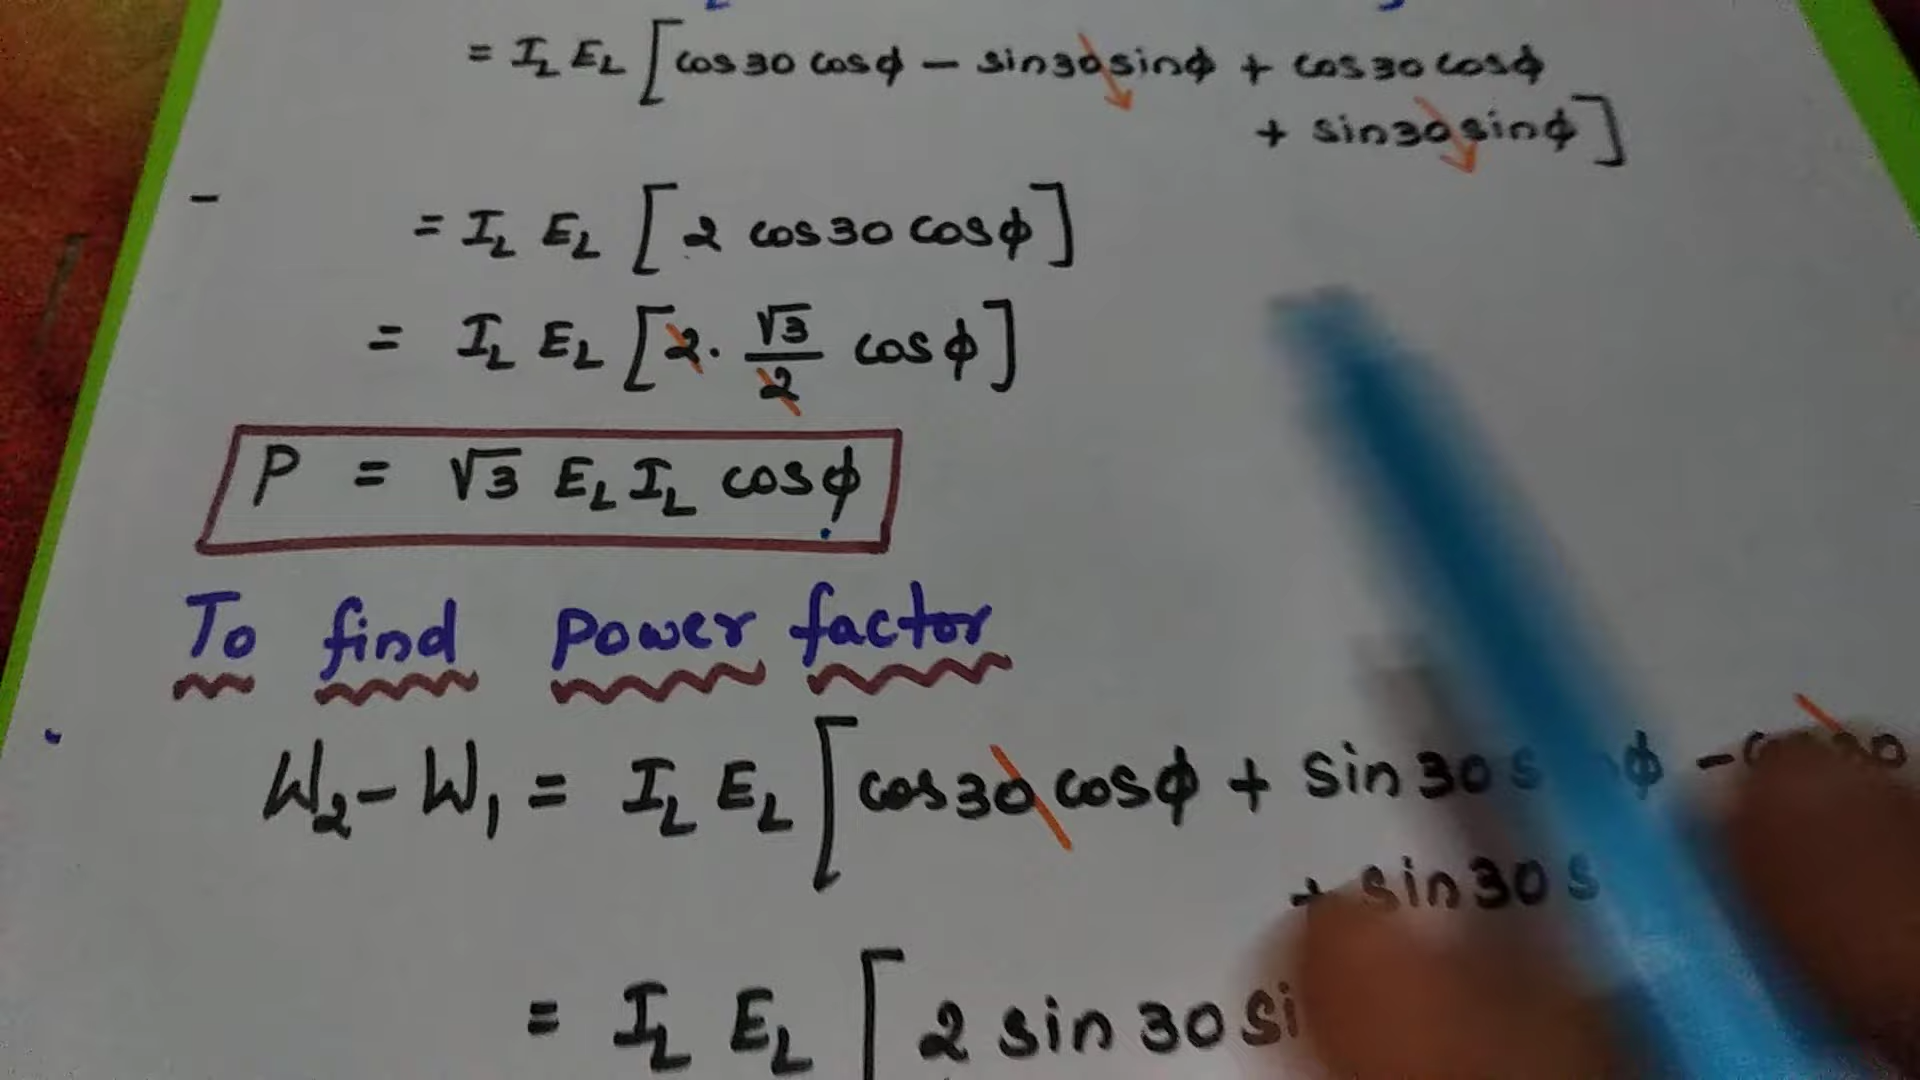 = I_L E_L [cos30 cosϕ − sin30 sinϕ + cos30 cosϕ
+ sin30 sinϕ]
= I_L E_L [2 cos30 cosϕ]
= I_L E_L [2 · √3/2 cosϕ]
P = √3 E_L I_L cosϕ
To find power factor
W₂ − W₁ = I_L E_L [cos30 cosϕ + sin30 ϕ −
+ sin30
= I_L E_L [2 sin30